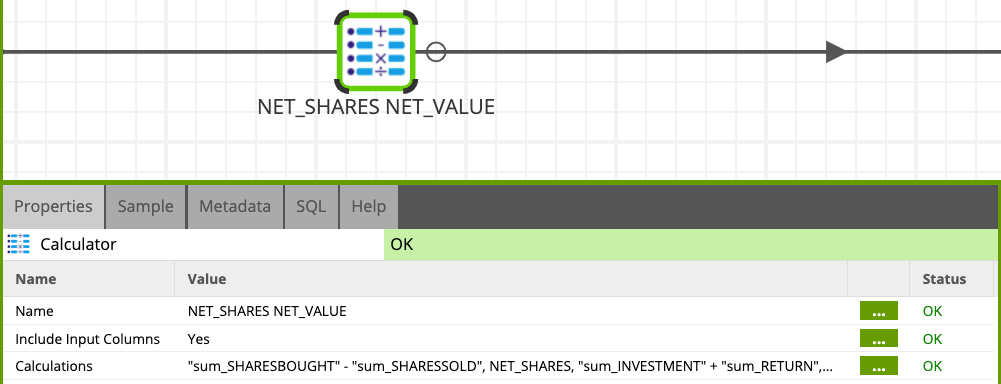 NET_SHARES NET_VALUE
Properties Sample Metadata SQL Help
Calculator OK
Name Value Status
Name NET_SHARES NET_VALUE ... OK
Include Input Columns Yes ... OK
Calculations "sum_SHARESBOUGHT" - "sum_SHARESSOLD", NET_SHARES, "sum_INVESTMENT" + "sum_RETURN",... ... OK